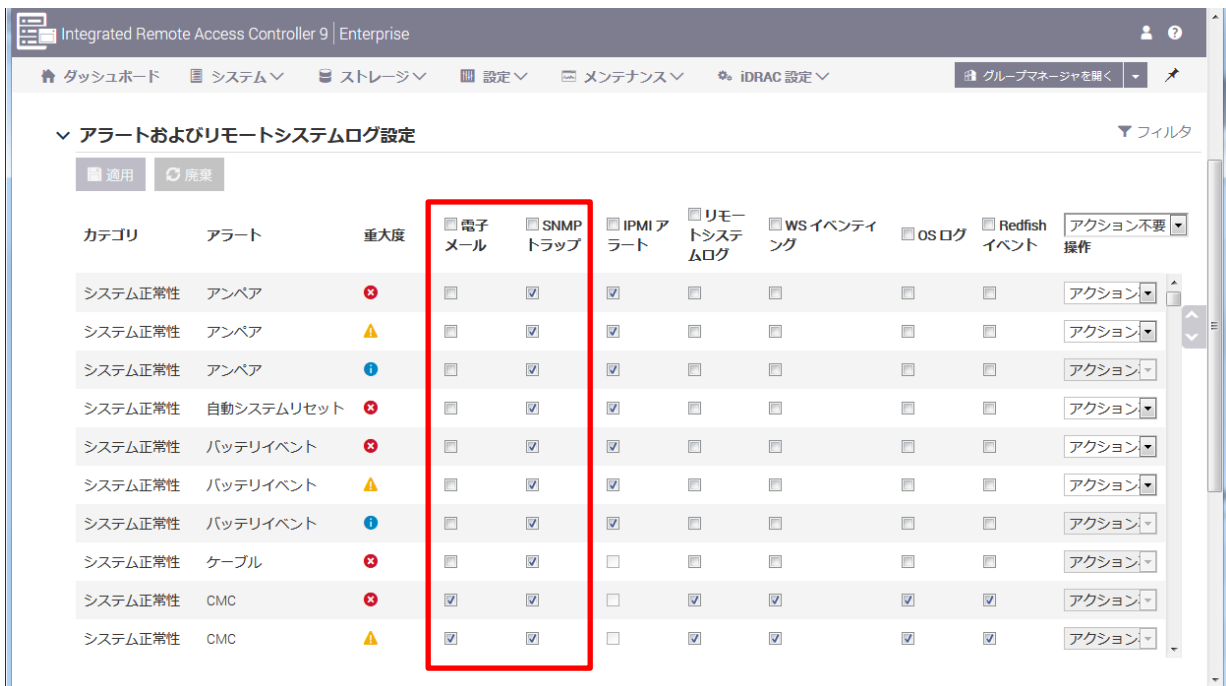 Integrated Remote Access Controller 9 | Enterprise
ダッシュボード システム ストレージ 設定 メンテナンス iDRAC 設定 グループマネージャを開く
アラートおよびリモートシステムログ設定 フィルタ
適用 廃棄
カテゴリ アラート 重大度 電子メール SNMP トラップ IPMI アラート リモートシステムログ WS イベンティング OS ログ Redfish イベント アクション不要 操作
システム正常性 アンペア アクション
システム正常性 アンペア アクション
システム正常性 アンペア アクション
システム正常性 自動システムリセット アクション
システム正常性 バッテリイベント アクション
システム正常性 バッテリイベント アクション
システム正常性 バッテリイベント アクション
システム正常性 ケーブル アクション
システム正常性 CMC アクション
システム正常性 CMC アクション